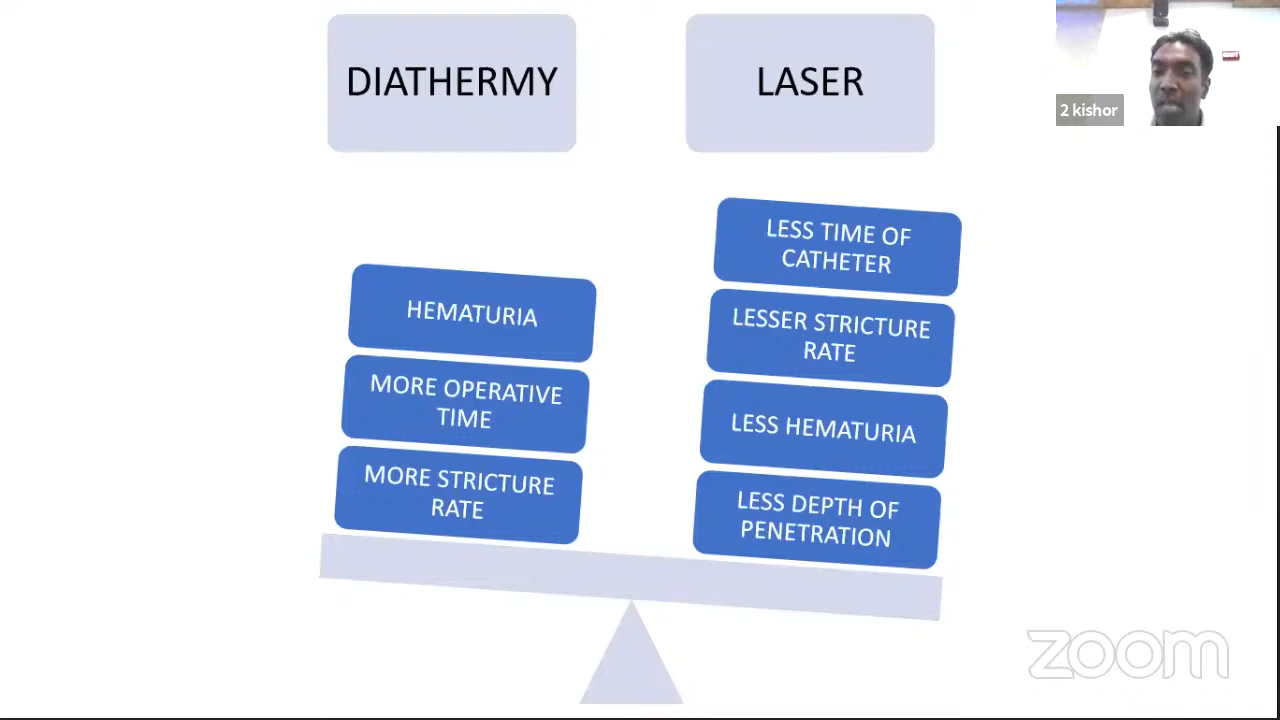 DIATHERMY
LASER
2 kishor
LESS TIME OF
CATHETER
HEMATURIA
LESSER STRICTURE
RATE
MORE OPERATIVE
TIME
LESS HEMATURIA
MORE STRICTURE
RATE
LESS DEPTH OF
PENETRATION
zoom